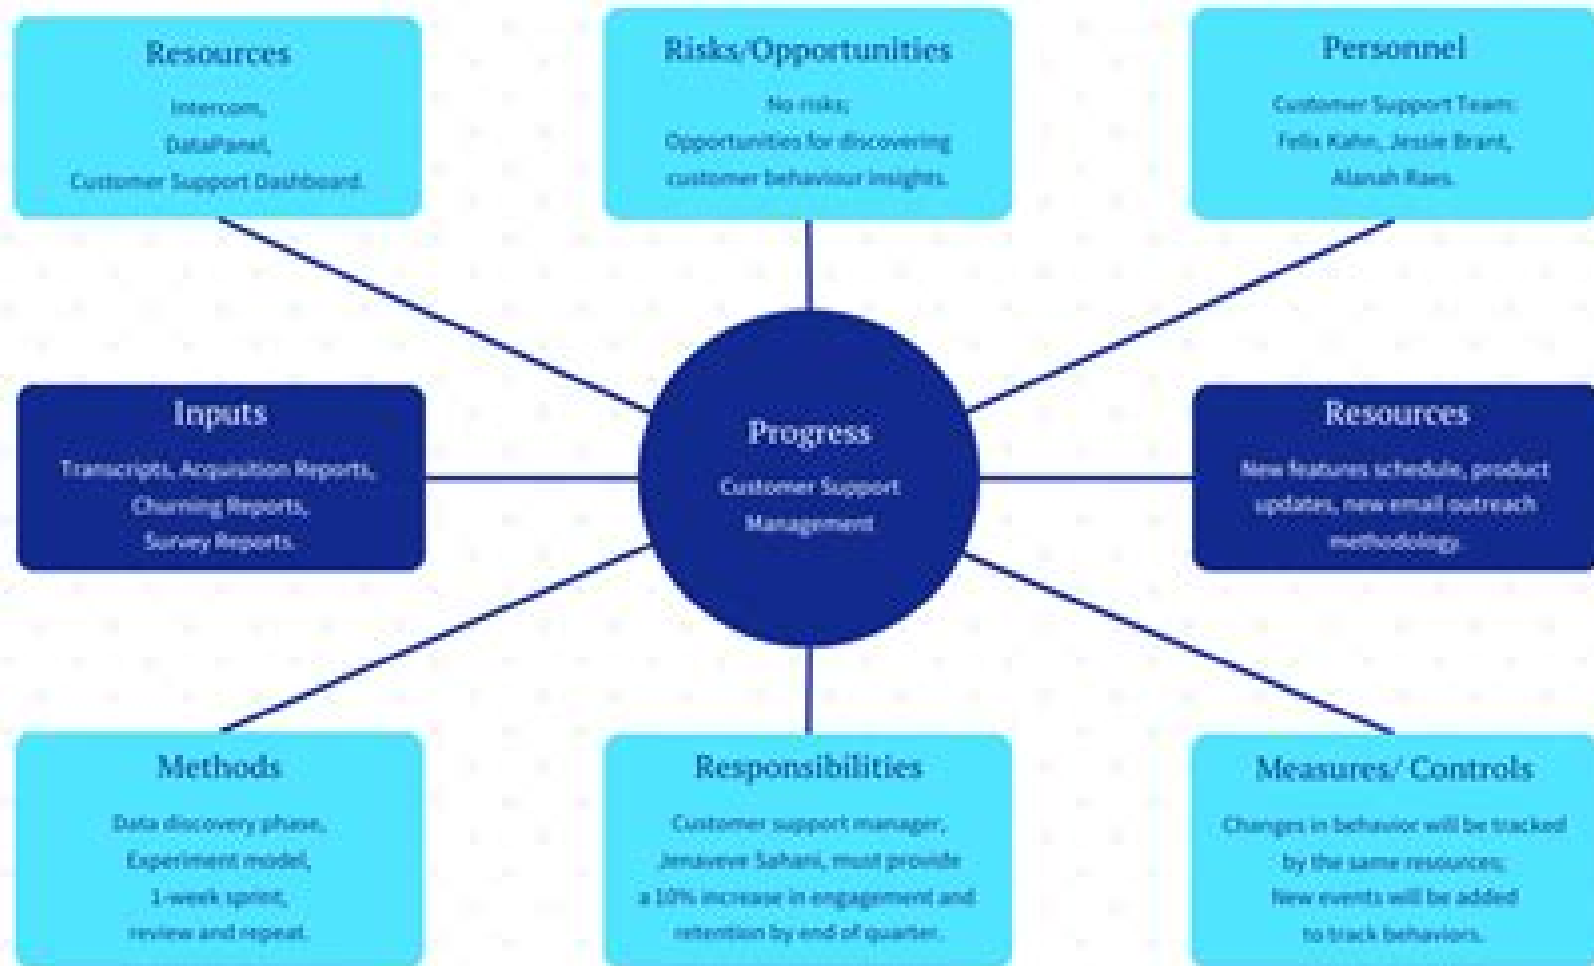 Resources
Intercom,
DataPanel,
Customer Support Dashboard.
Risks/Opportunities
No risks;
Opportunities for discovering
customer behaviour insights.
Personnel
Customer Support Team:
Felix Kahn, Jessie Brant,
Alanah Raes.
Inputs
Transcripts, Acquisition Reports,
Churning Reports,
Survey Reports.
Progress
Customer Support
Management
Resources
New features schedule, product
updates, new email outreach
methodology.
Methods
Data discovery phase,
Experiment model,
1-week sprint,
review and repeat.
Responsibilities
Customer support manager,
Jenaveve Sahani, must provide
a 10% increase in engagement and
retention by end of quarter.
Measures/ Controls
Changes in behavior will be tracked
by the same resources;
New events will be added
to track behaviors.